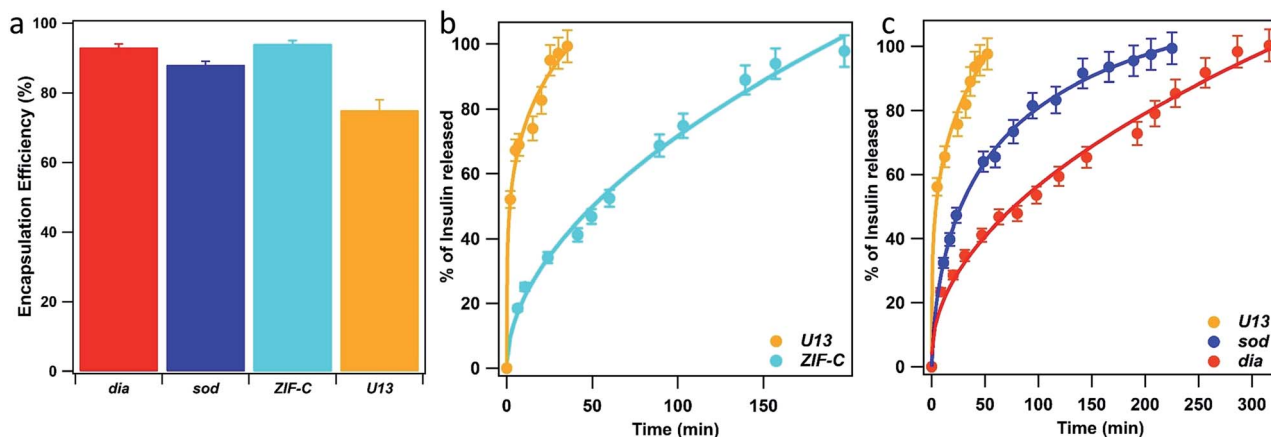 a
Encapsulation Efficiency (%)
100
80
60
40
20
0
dia sod ZIF-C U13
b
% of Insulin released
100
80
60
40
20
0
U13
ZIF-C
0 50 100 150
Time (min)
c
% of Insulin released
100
80
60
40
20
0
U13
sod
dia
0 50 100 150 200 250 300
Time (min)